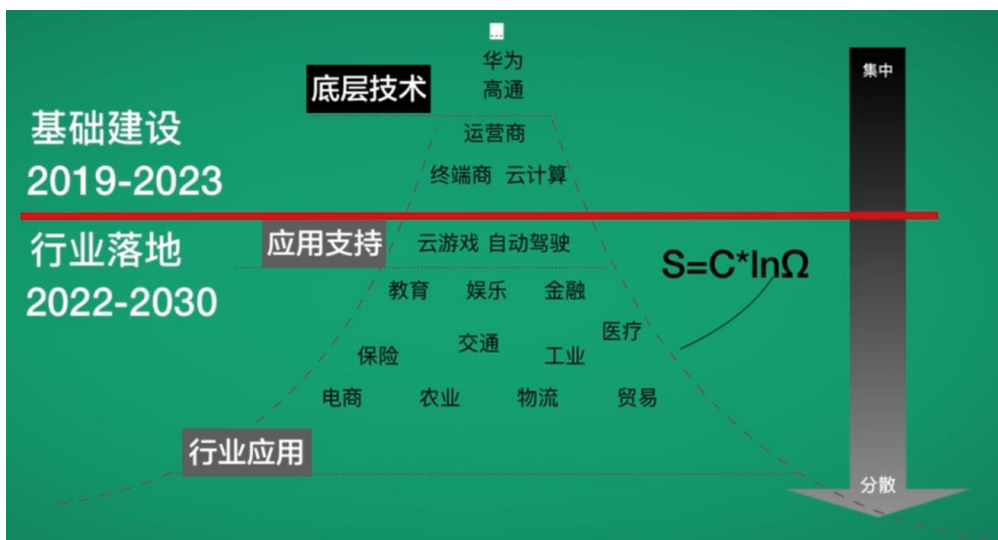 ...
华为
集中
底层技术
高通
基础建设
运营商
2019-2023
终端商 云计算
行业落地
应用支持
云游戏 自动驾驶
S=C*lnΩ
2022-2030
教育 娱乐 金融
医疗
交通
保险
工业
电商 农业 物流 贸易
行业应用
分散